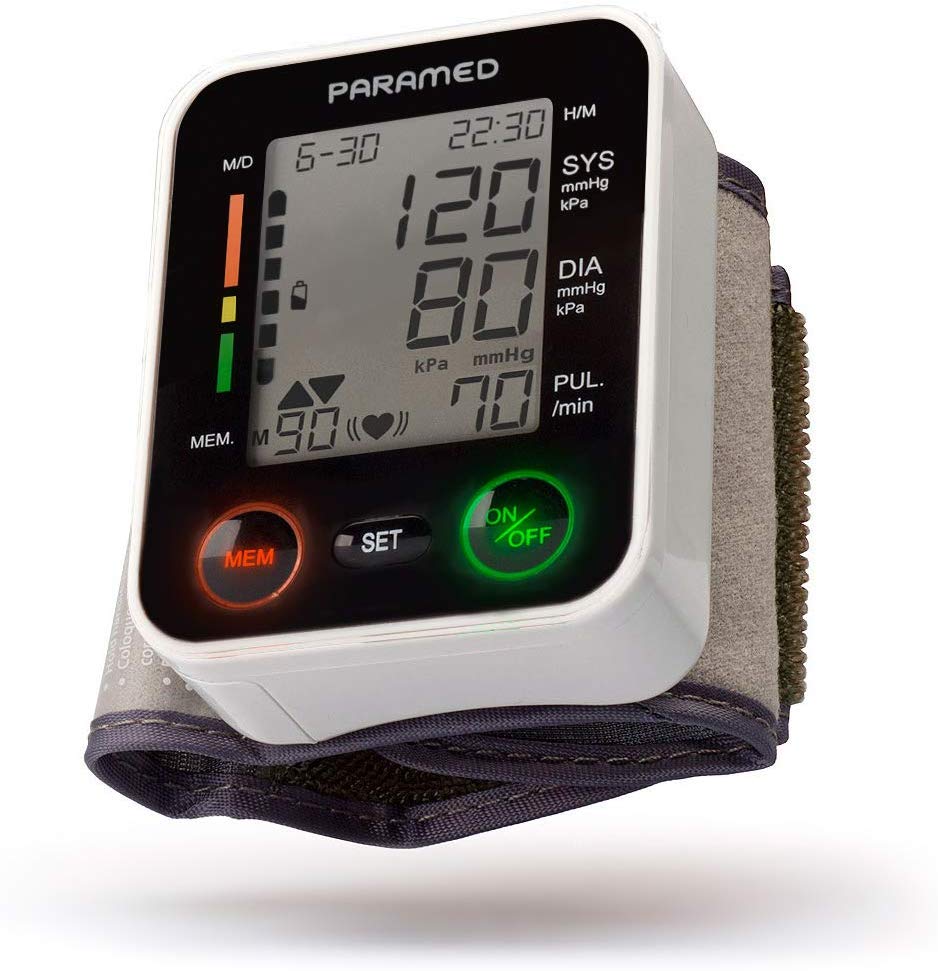 PARAMED
M/D
6-30 22:30
H/M
120
SYS
mmHg
kPa
80
DIA
mmHg
kPa
kPa mmHg
MEM.
M 90
70
PUL.
/min
MEM
SET
ON/OFF
Coloqu